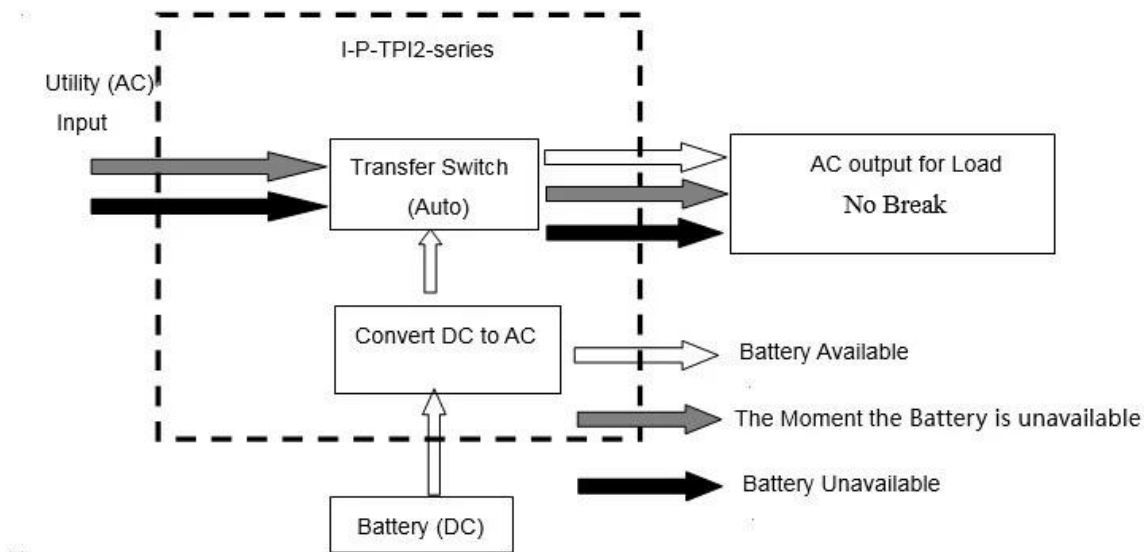 I-P-TPI2-series
Utility (AC)
Input
Transfer Switch
(Auto)
AC output for Load
No Break
Convert DC to AC
Battery Available
The Moment the Battery is unavailable
Battery Unavailable
Battery (DC)